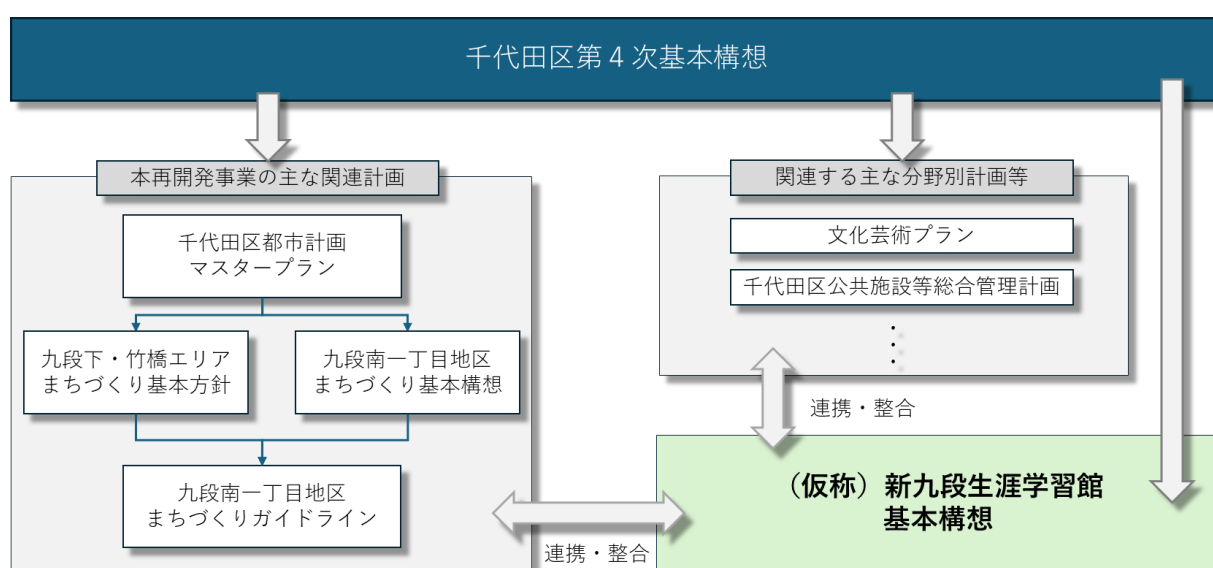 千代田区第4次基本構想
本再開発事業の主な関連計画
千代田区都市計画
マスタープラン
九段下・竹橋エリア
まちづくり基本方針
九段南一丁目地区
まちづくり基本構想
九段南一丁目地区
まちづくりガイドライン
関連する主な分野別計画等
文化芸術プラン
千代田区公共施設等総合管理計画
連携・整合
連携・整合
（仮称）新九段生涯学習館
基本構想